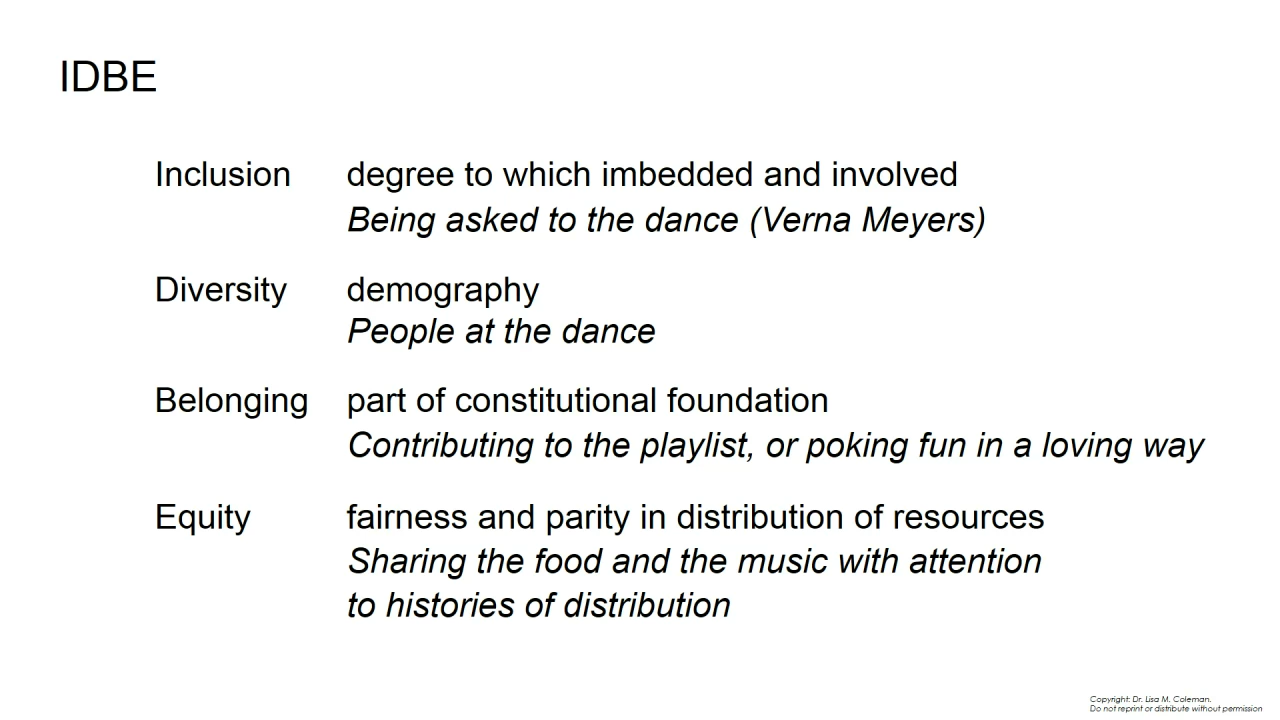 IDBE
Inclusion degree to which imbedded and involved
Being asked to the dance (Verna Meyers)
Diversity demography
People at the dance
Belonging part of constitutional foundation
Contributing to the playlist, or poking fun in a loving way
Equity fairness and parity in distribution of resources
Sharing the food and the music with attention
to histories of distribution
Copyright: Dr. Lisa M. Coleman.
Do not reprint or distribute without permission